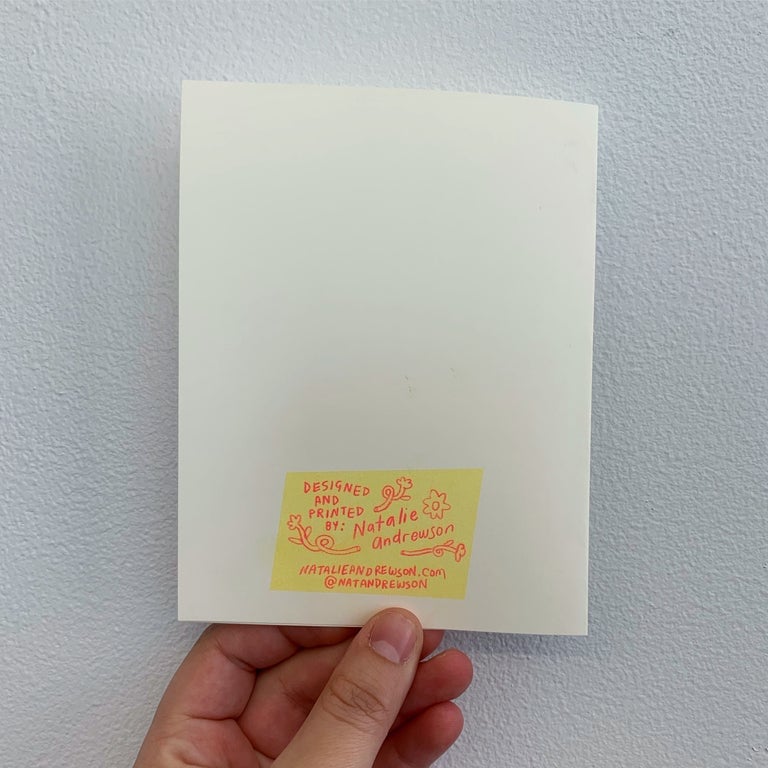 DESIGNED
AND
PRINTED
BY: Natalie
andrewson
NATALIEANDREWSON.COM
@NATANDREWSON